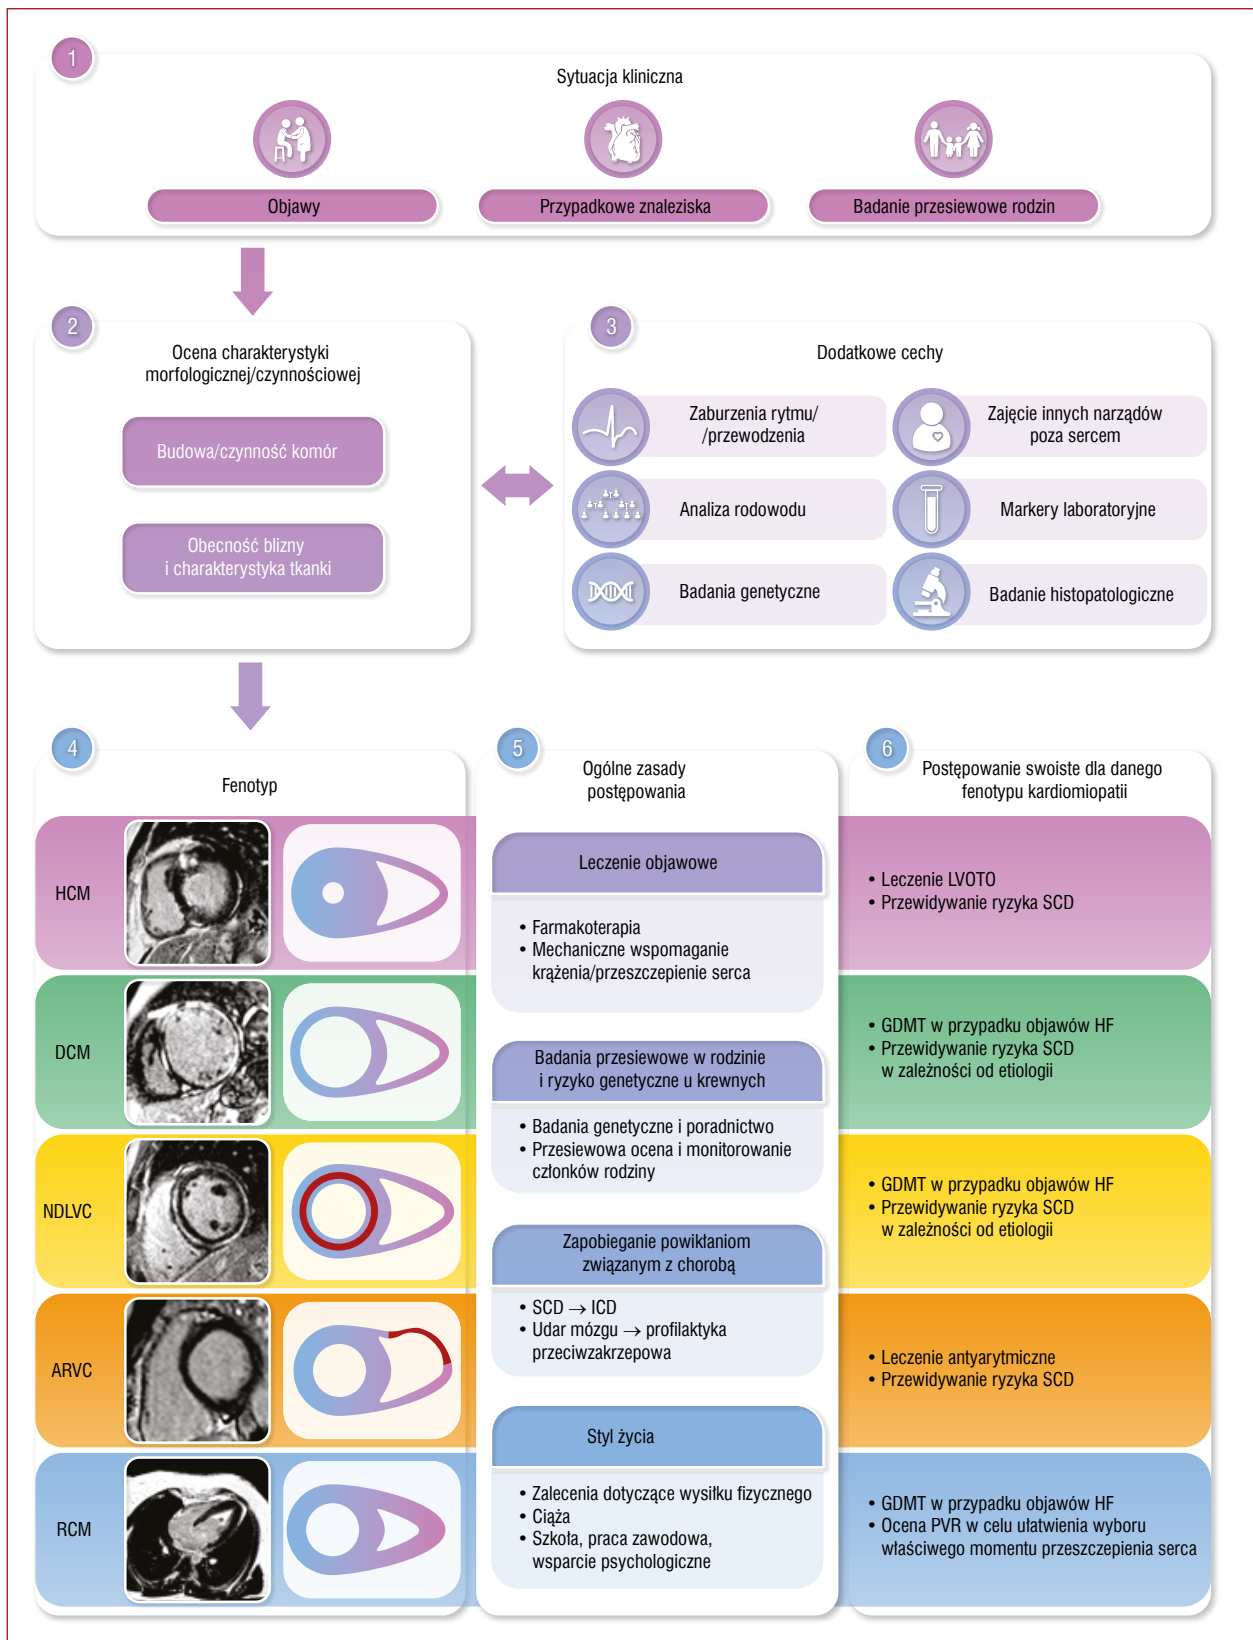 1
Sytuacja kliniczna
Objawy
Przypadkowe znaleziska
Badanie przesiewowe rodzin
2
Ocena charakterystyki
morfologicznej/czynnościowej
Budowa/czynność komór
Obecność blizny
i charakterystyka tkanki
3
Dodatkowe cechy
Zaburzenia rytmu/
/przewodzenia
Zajęcie innych narządów
poza sercem
Analiza rodowodu
Markery laboratoryjne
Badania genetyczne
Badanie histopatologiczne
4
Fenotyp
HCM
DCM
NDLVC
ARVC
RCM
5
Ogólne zasady
postępowania
Leczenie objawowe
• Farmakoterapia
• Mechaniczne wspomaganie
krążenia/przeszczepienie serca
Badania przesiewowe w rodzinie
i ryzyko genetyczne u krewnych
• Badania genetyczne i poradnictwo
• Przesiewowa ocena i monitorowanie
członków rodziny
Zapobieganie powikłaniom
związanym z chorobą
• SCD → ICD
• Udar mózgu → profilaktyka
przeciwzakrzepowa
Styl życia
• Zalecenia dotyczące wysiłku fizycznego
• Ciąża
• Szkoła, praca zawodowa,
wsparcie psychologiczne
6
Postępowanie swoiste dla danego
fenotypu kardiomiopatii
• Leczenie LVOTO
• Przewidywanie ryzyka SCD
• GDMT w przypadku objawów HF
• Przewidywanie ryzyka SCD
w zależności od etiologii
• GDMT w przypadku objawów HF
• Przewidywanie ryzyka SCD
w zależności od etiologii
• Leczenie antyarytmiczne
• Przewidywanie ryzyka SCD
• GDMT w przypadku objawów HF
• Ocena PVR w celu ułatwienia wyboru
właściwego momentu przeszczepienia serca